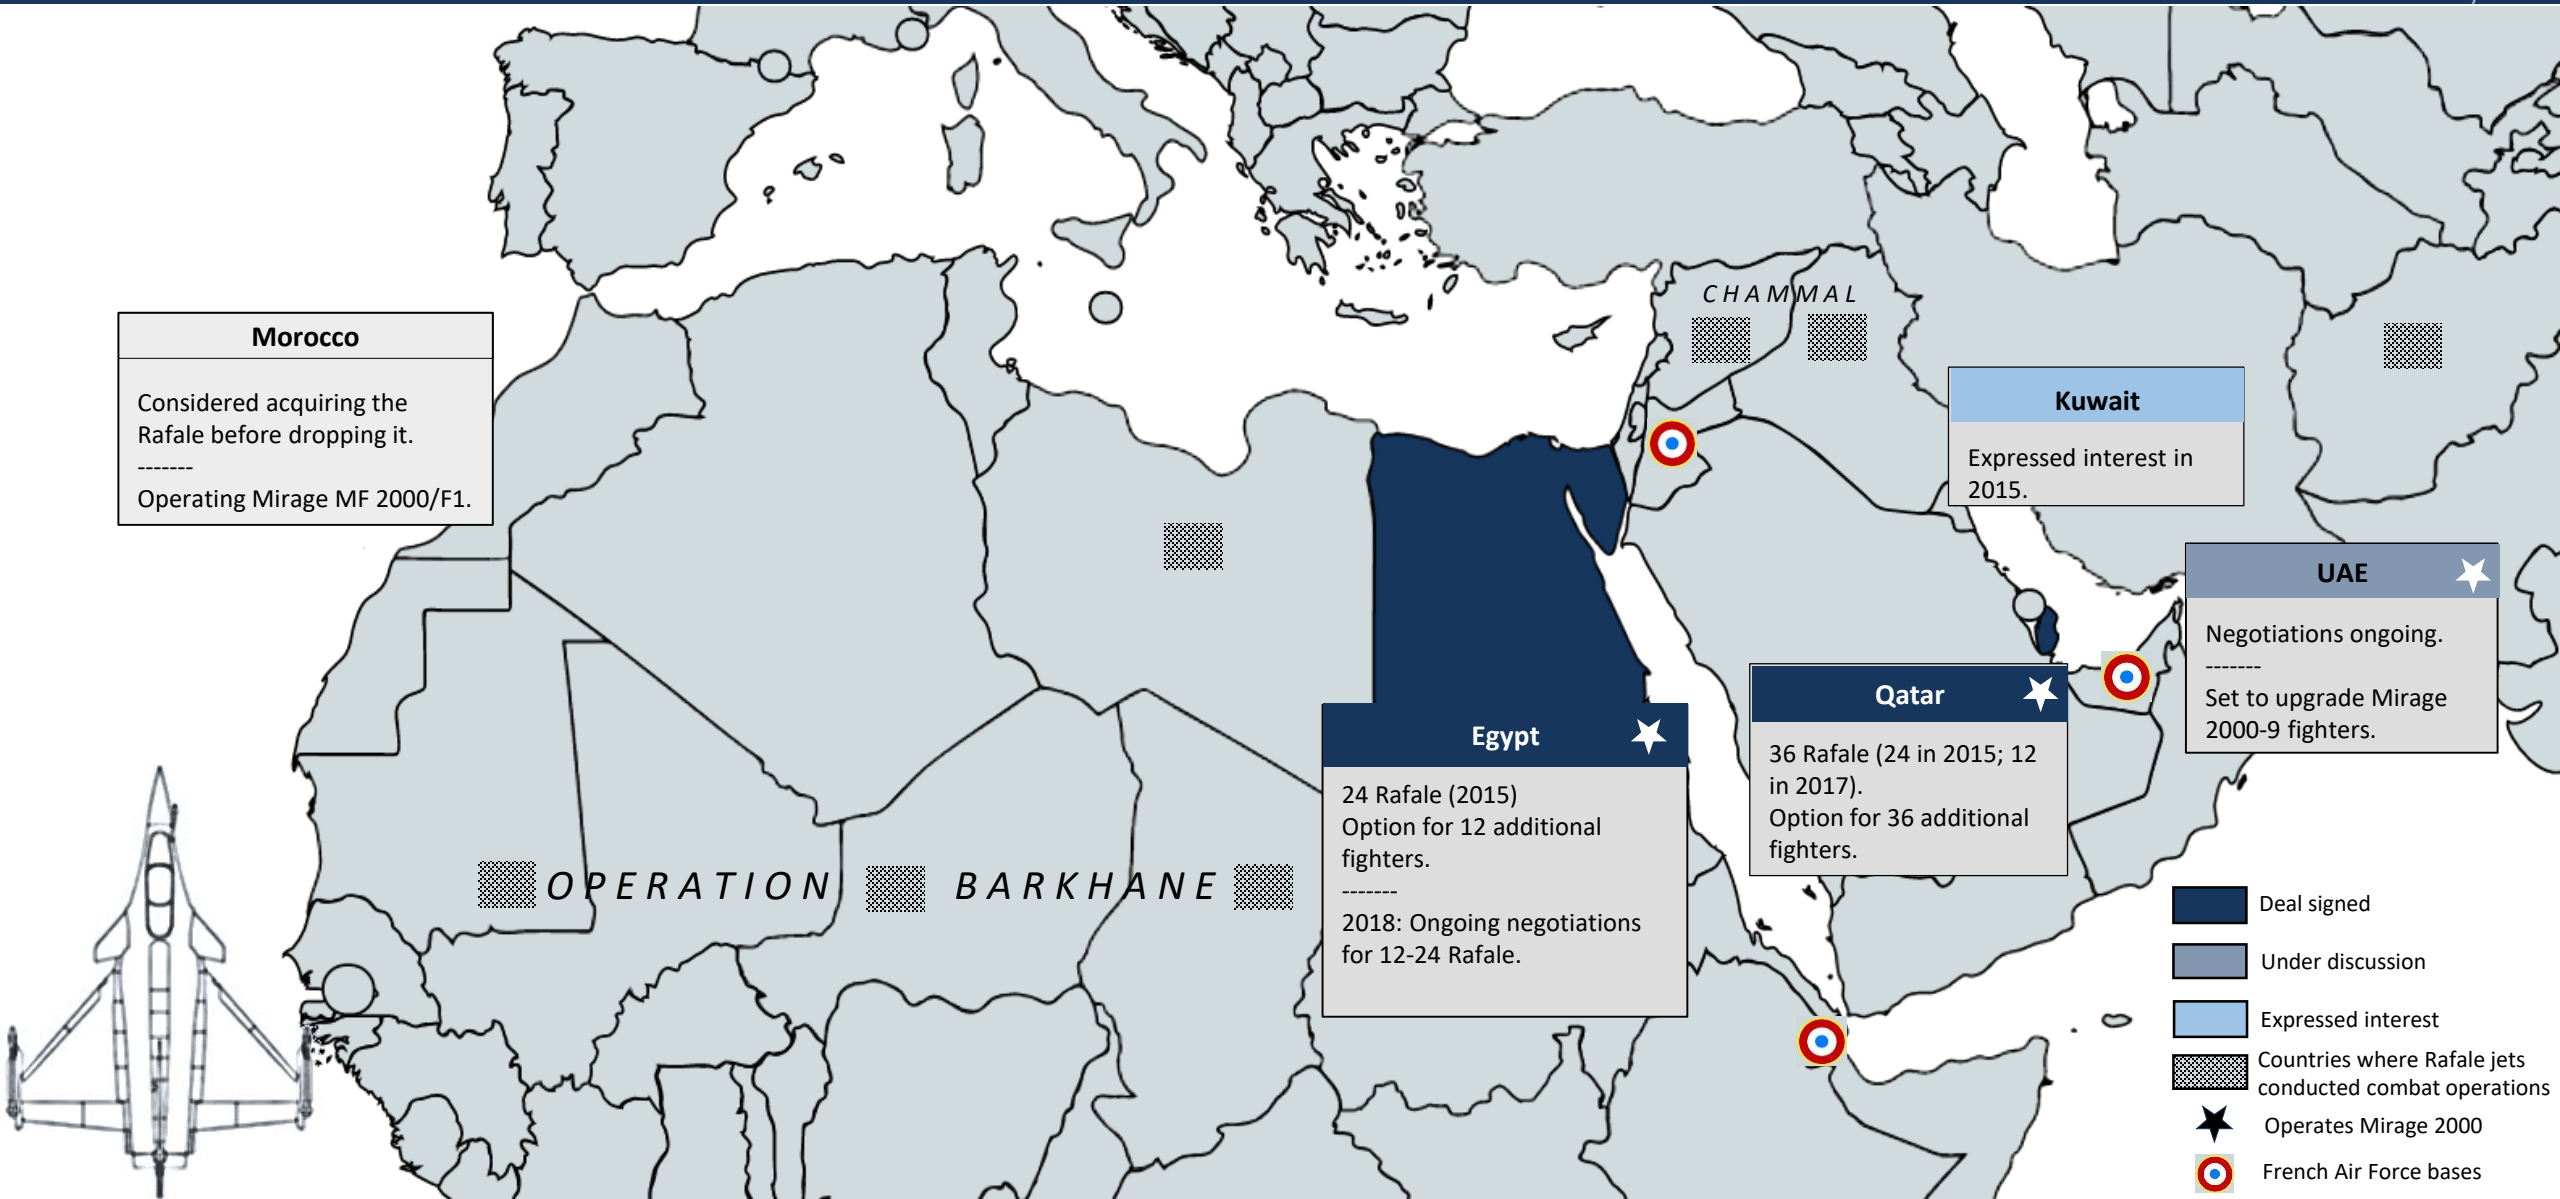 CHAMMAL
Morocco
Considered acquiring the
Rafale before dropping it.
-------
Operating Mirage MF 2000/F1.
Kuwait
Expressed interest in
2015.
UAE
Negotiations ongoing.
-------
Set to upgrade Mirage
2000-9 fighters.
Qatar
36 Rafale (24 in 2015; 12
in 2017).
Option for 36 additional
fighters.
Egypt
24 Rafale (2015)
Option for 12 additional
fighters.
-------
2018: Ongoing negotiations
for 12-24 Rafale.
OPERATION BARKHANE
Deal signed
Under discussion
Expressed interest
Countries where Rafale jets
conducted combat operations
Operates Mirage 2000
French Air Force bases